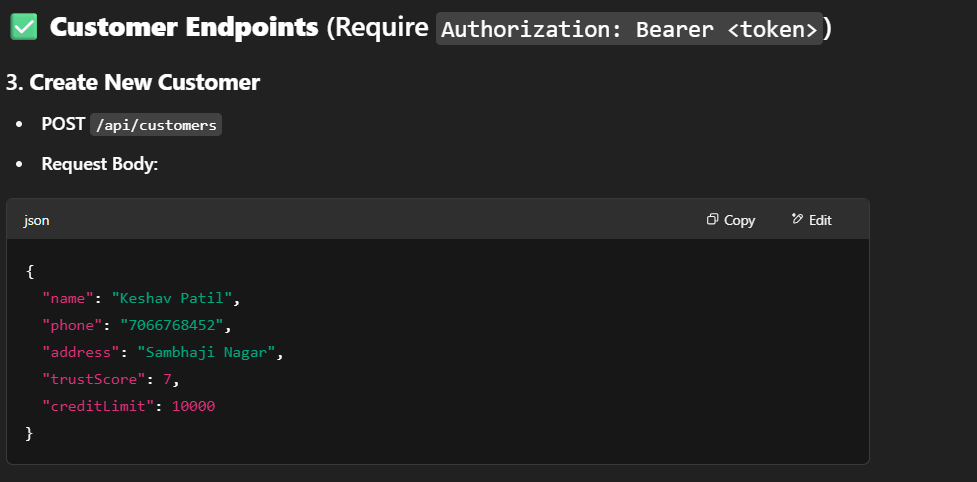 ✅ Customer Endpoints (Require Authorization: Bearer <token>)
3. Create New Customer
• POST /api/customers
• Request Body:
json Copy Edit
{
"name": "Keshav Patil",
"phone": "7066768452",
"address": "Sambhaji Nagar",
"trustScore": 7,
"creditLimit": 10000
}